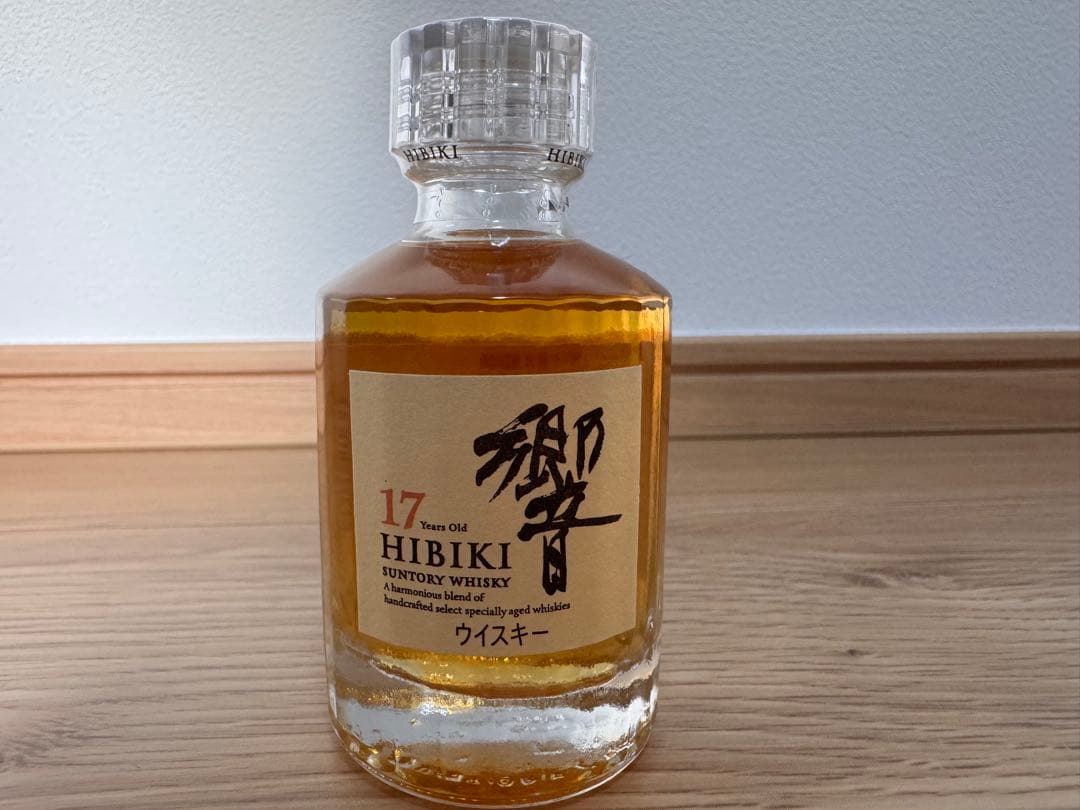 HIBIKI HIBIKI
響
17 Years Old
HIBIKI
SUNTORY WHISKY
A harmonious blend of
handcrafted select specially aged whiskies
ウイスキー